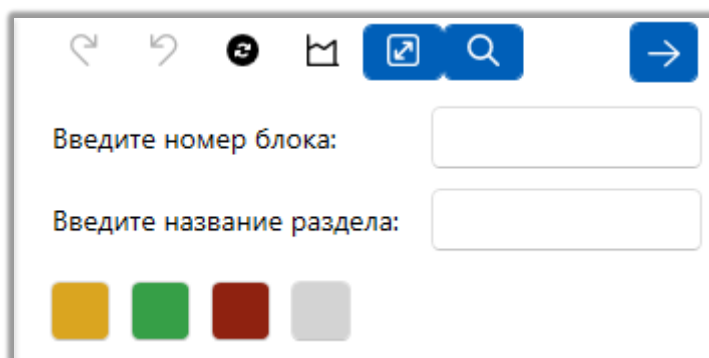 Введите номер блока:
Введите название раздела: